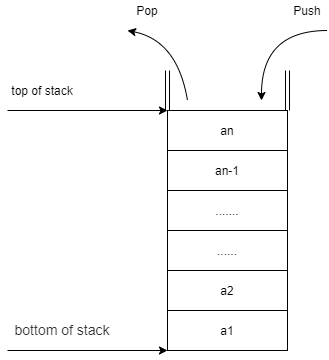 Pop
Push
top of stack
an
an-1
.......
......
a2
a1
bottom of stack